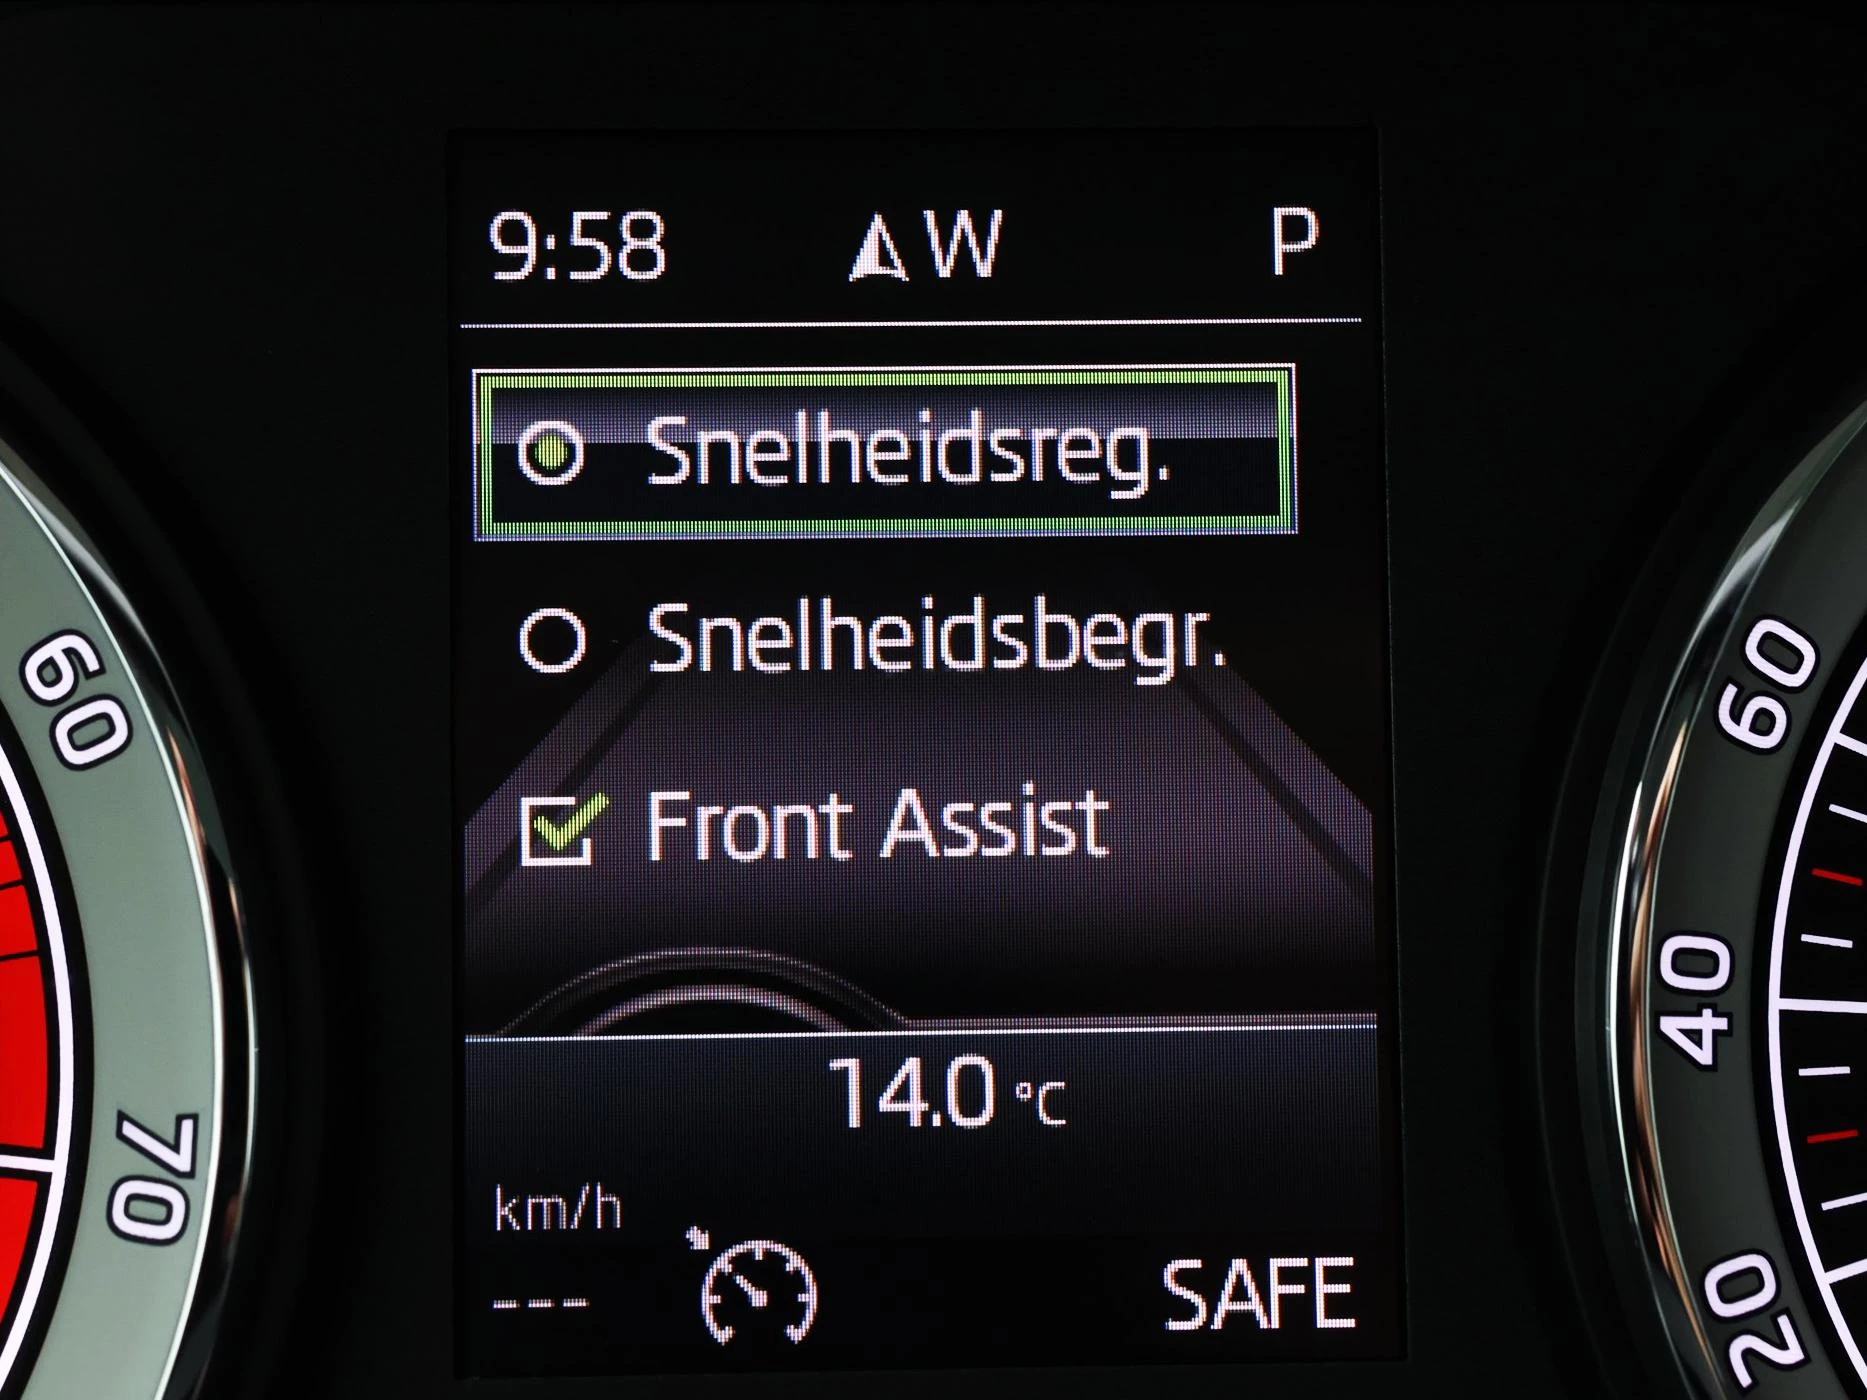 9:58 W P
Snelheidsreg.
Snelheidsbegr.
Front Assist
14.0 °C
km/h
--- SAFE
60
70
60
40
20